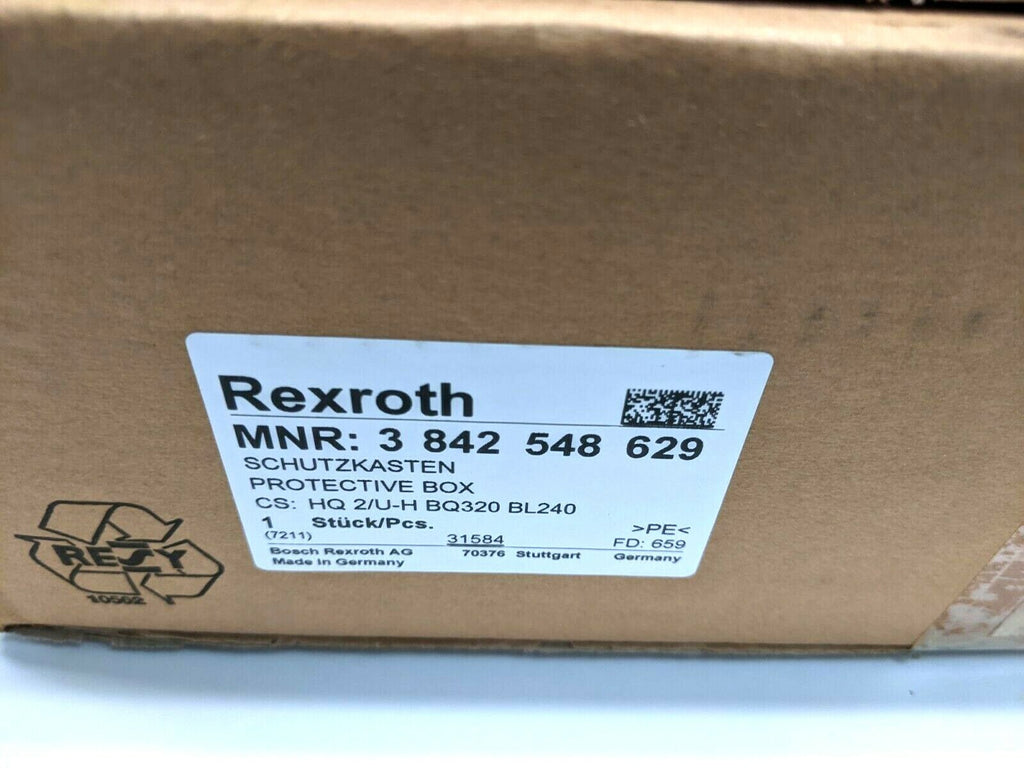 Rexroth
MNR: 3 842 548 629
SCHUTZKASTEN
PROTECTIVE BOX
CS: HQ 2/U-H BQ320 BL240
1 Stück/Pcs. >PE<
(7211) 31584 FD: 659
Bosch Rexroth AG 70376 Stuttgart Germany
Made in Germany
RESY
10502